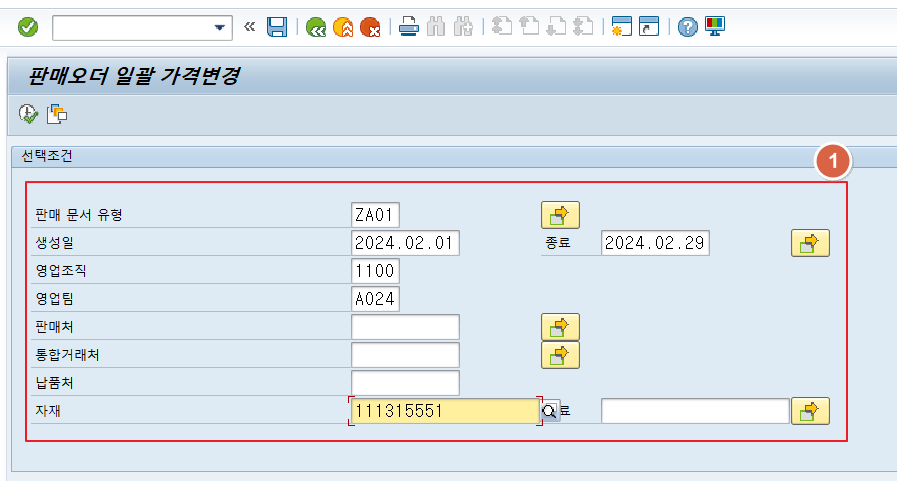 판매오더 일괄 가격변경
선택조건
1
판매 문서 유형 ZA01
생성일 2024.02.01 종료 2024.02.29
영업조직 1100
영업팀 A024
판매처
통합거래처
납품처
자재 111315551 료